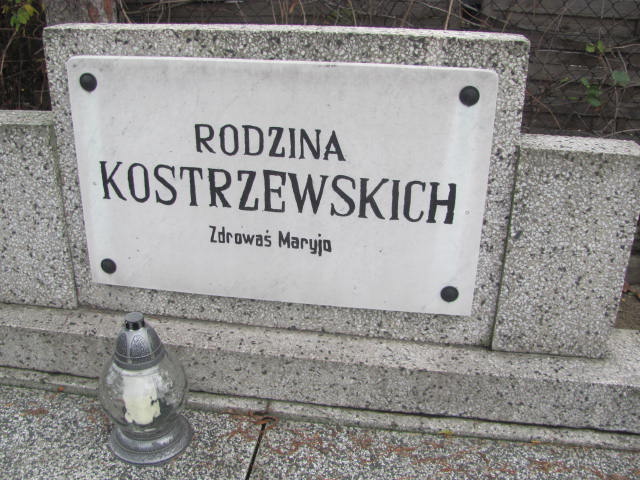 RODZINA
KOSTRZEWSKICH
Zdrowaś Maryjo